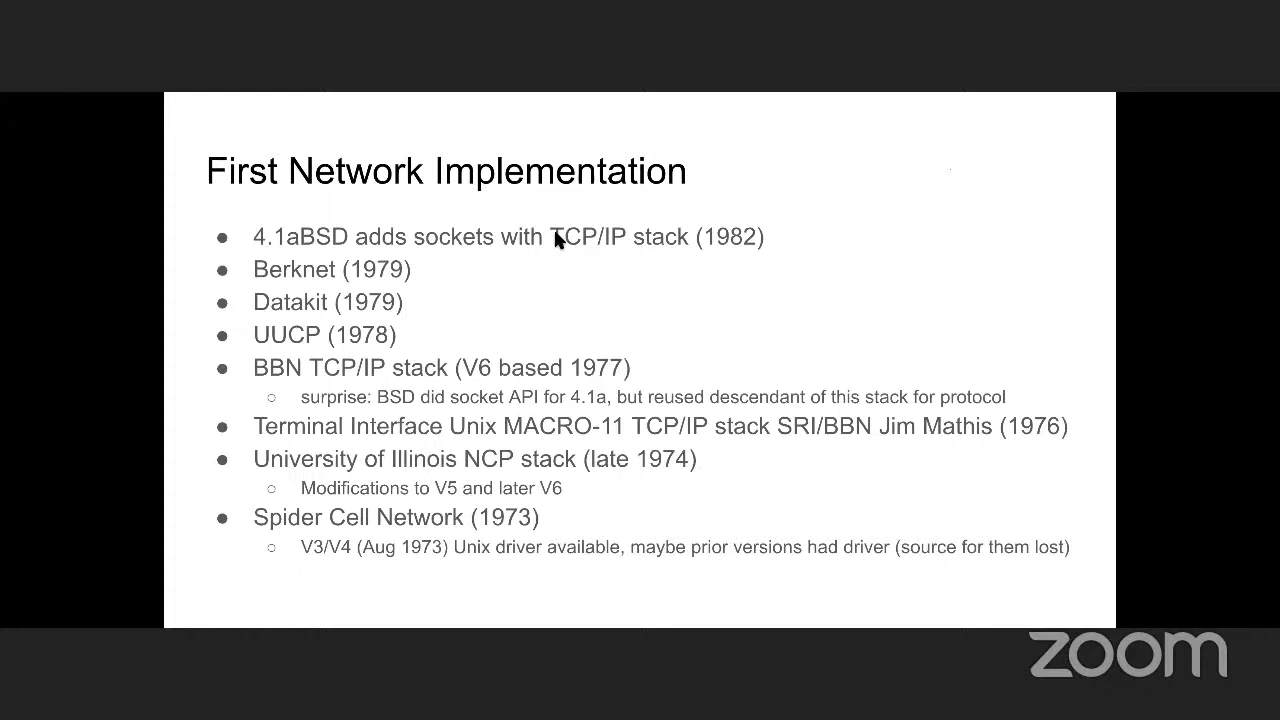 First Network Implementation
● 4.1aBSD adds sockets with TCP/IP stack (1982)
● Berknet (1979)
● Datakit (1979)
● UUCP (1978)
● BBN TCP/IP stack (V6 based 1977)
○ surprise: BSD did socket API for 4.1a, but reused descendant of this stack for protocol
● Terminal Interface Unix MACRO-11 TCP/IP stack SRI/BBN Jim Mathis (1976)
● University of Illinois NCP stack (late 1974)
○ Modifications to V5 and later V6
● Spider Cell Network (1973)
○ V3/V4 (Aug 1973) Unix driver available, maybe prior versions had driver (source for them lost)
zoom